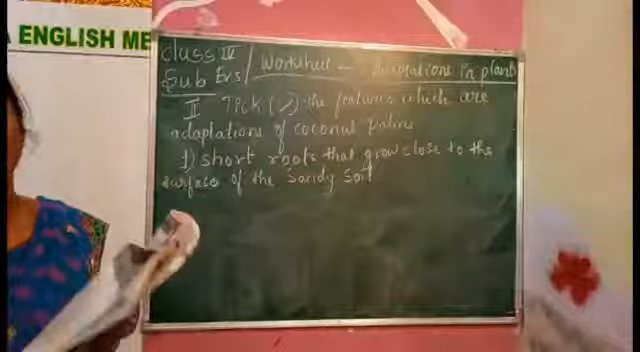 A ENGLISH ME
Class IV
Sub Evs / Worksheet - Adaptations in plants
II Tick (✓) the features which are
adaptations of coconut palms
1) short roots that grow close to the
surface of the Sandy Soil